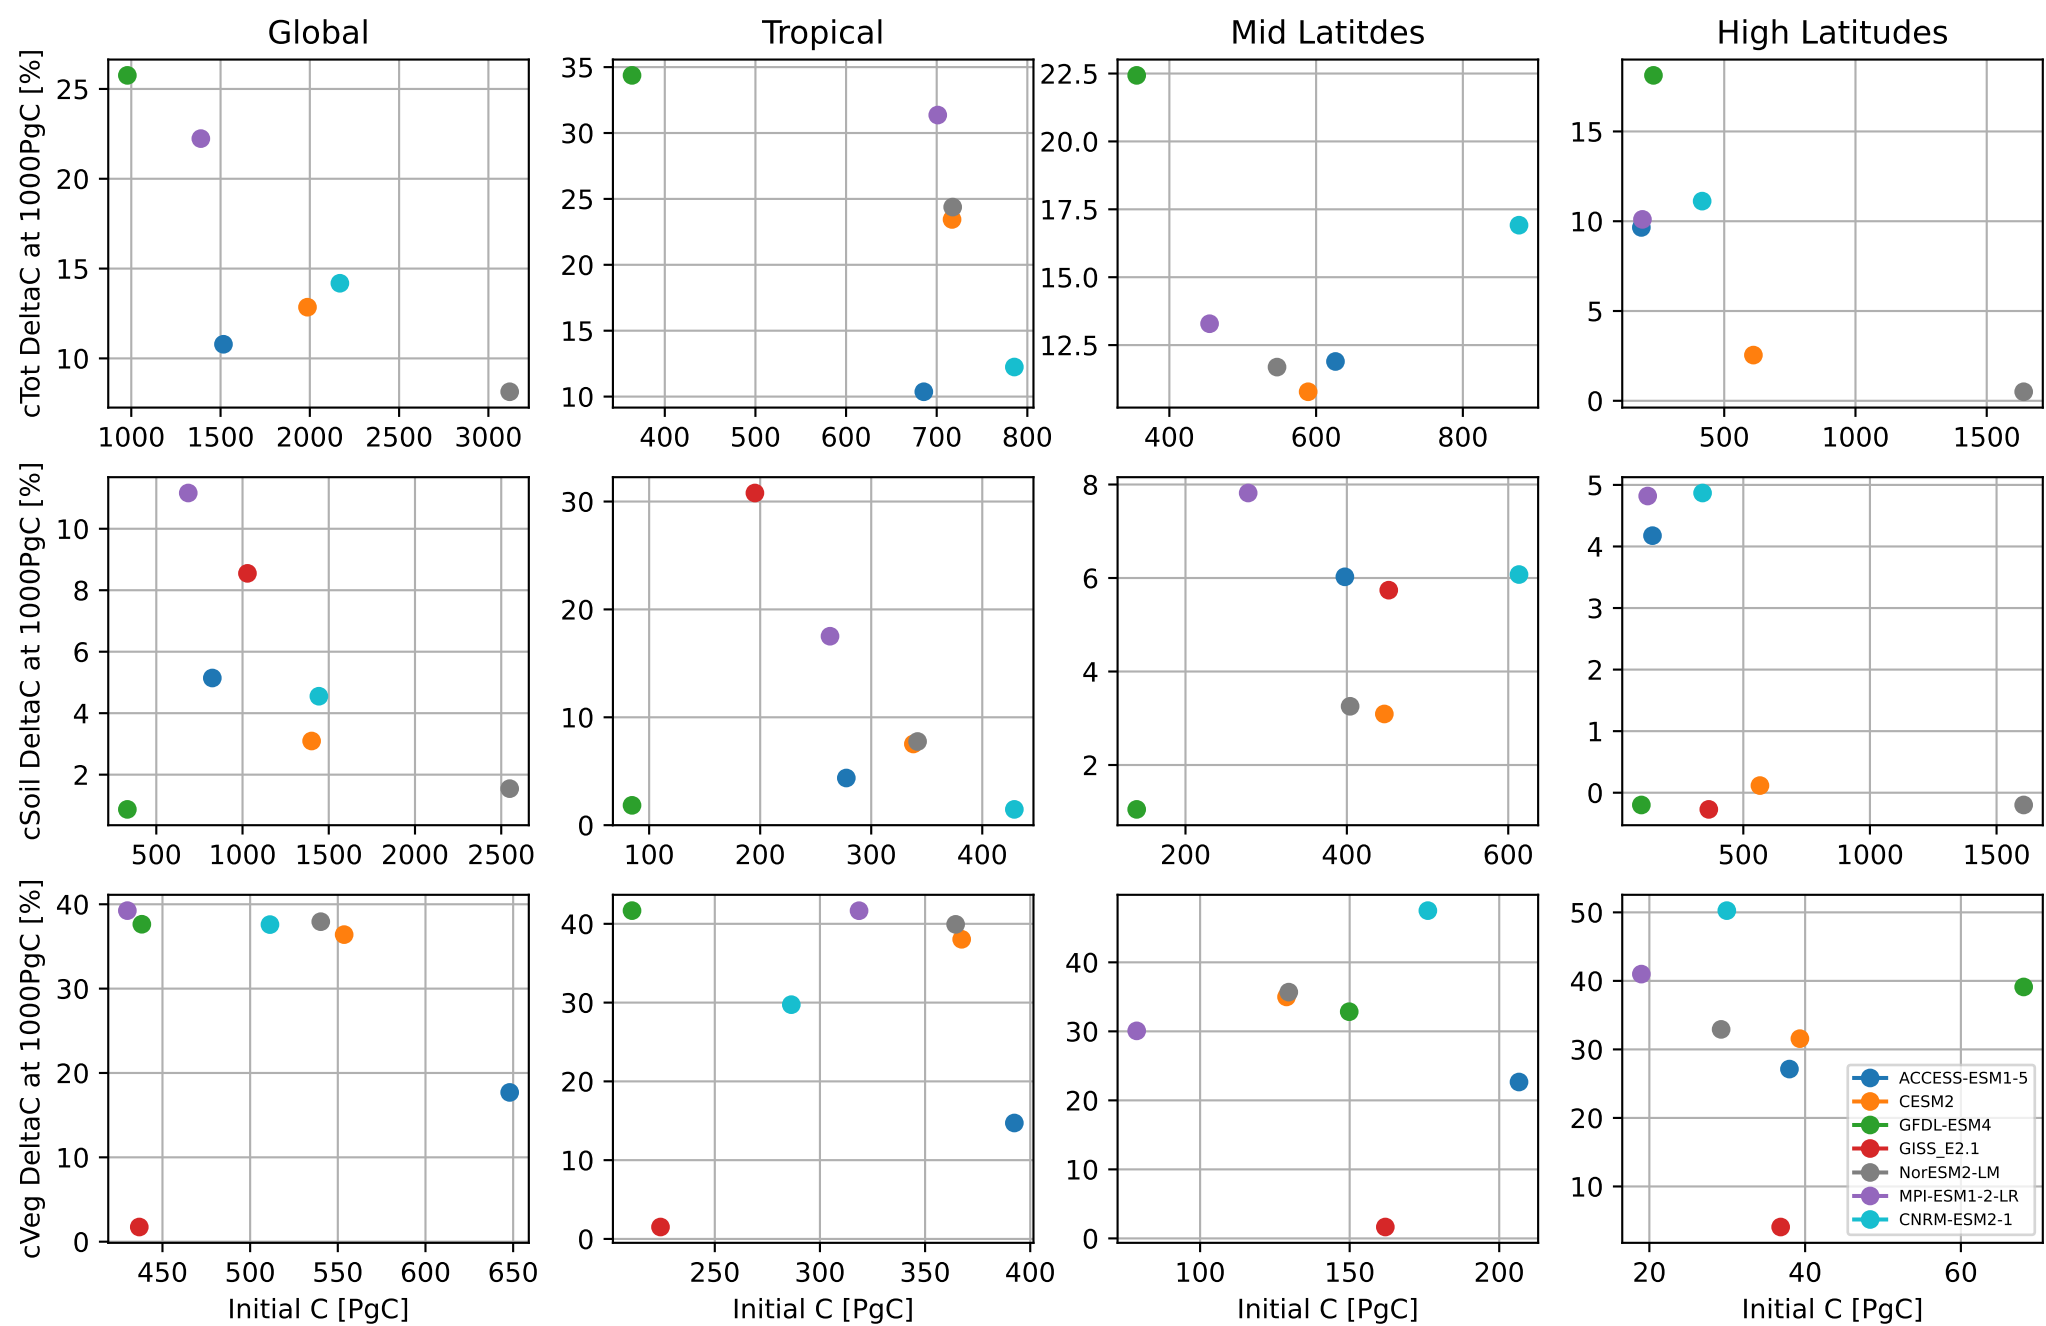 Global
Tropical
Mid Latitdes
High Latitudes
cTot DeltaC at 1000PgC [%]
25
20
15
10
1000 1500 2000 2500 3000
35
30
25
20
15
10
400 500 600 700 800
22.5
20.0
17.5
15.0
12.5
400 600 800
15
10
5
0
500 1000 1500
cSoil DeltaC at 1000PgC [%]
10
8
6
4
2
500 1000 1500 2000 2500
30
20
10
0
100 200 300 400
8
6
4
2
200 400 600
5
4
3
2
1
0
500 1000 1500
cVeg DeltaC at 1000PgC [%]
40
30
20
10
0
450 500 550 600 650
Initial C [PgC]
40
30
20
10
0
250 300 350 400
Initial C [PgC]
40
30
20
10
0
100 150 200
Initial C [PgC]
50
40
30
20
10
20 40 60
Initial C [PgC]
ACCESS-ESM1-5
CESM2
GFDL-ESM4
GISS_E2.1
NorESM2-LM
MPI-ESM1-2-LR
CNRM-ESM2-1